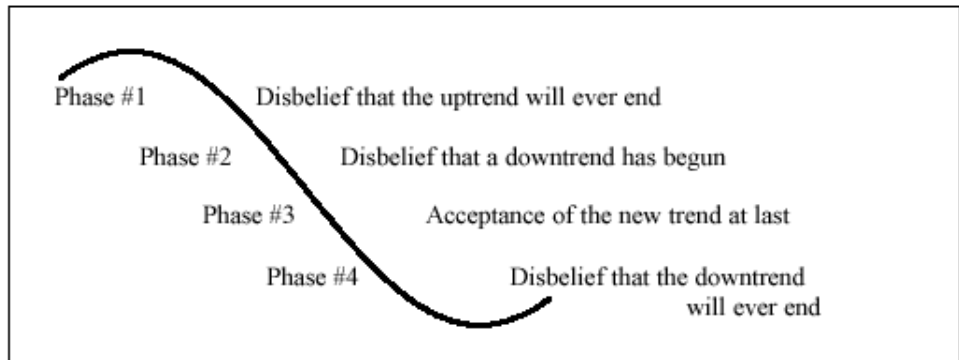 Phase #1 Disbelief that the uptrend will ever end
Phase #2 Disbelief that a downtrend has begun
Phase #3 Acceptance of the new trend at last
Phase #4 Disbelief that the downtrend
will ever end